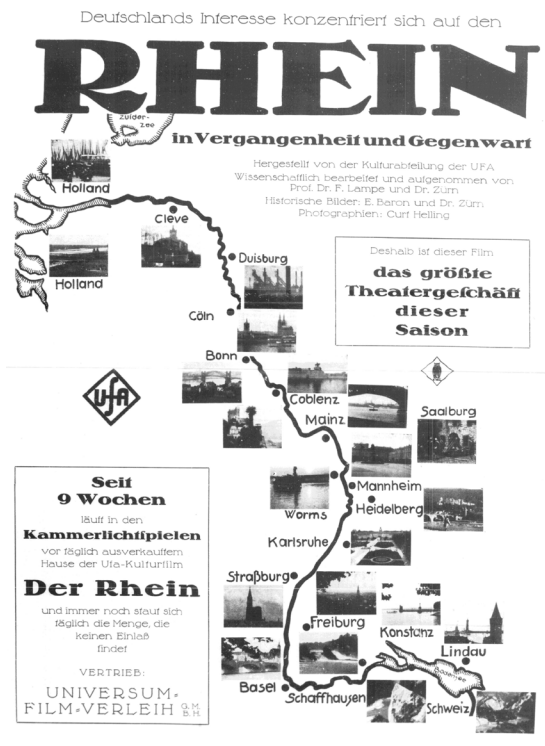 Deutschlands Interesse konzentriert sich auf den
RHEIN
in Vergangenheit und Gegenwart
Hergestellt von der Kulturabteilung der UFA
Wissenschaftlich bearbeitet und aufgenommen von
Prof. Dr. F. Lampe und Dr. Zürn
Historische Bilder: E. Baron und Dr. Zürn
Photographien: Curt Helling
Zuider-
zee
Holland
Cleve
Holland
Duisburg
Cöln
Bonn
Coblenz
Mainz
Saalburg
Mannheim
Heidelberg
Worms
Karlsruhe
Straßburg
Freiburg
Konstanz
Lindau
Bodensee
Basel
Schaffhausen
Schweiz
Deshalb ist dieser Film
das größte
Theatergeschäft
dieser
Saison
UFA
Seit
9 Wochen
läuft in den
Kammerlichtspielen
vor täglich ausverkauftem
Hause der Ufa-Kulturfilm
Der Rhein
und immer noch staut sich
täglich die Menge, die
keinen Einlaß
findet
VERTRIEB:
UNIVERSUM-
FILM-VERLEIH G.M.B.H.